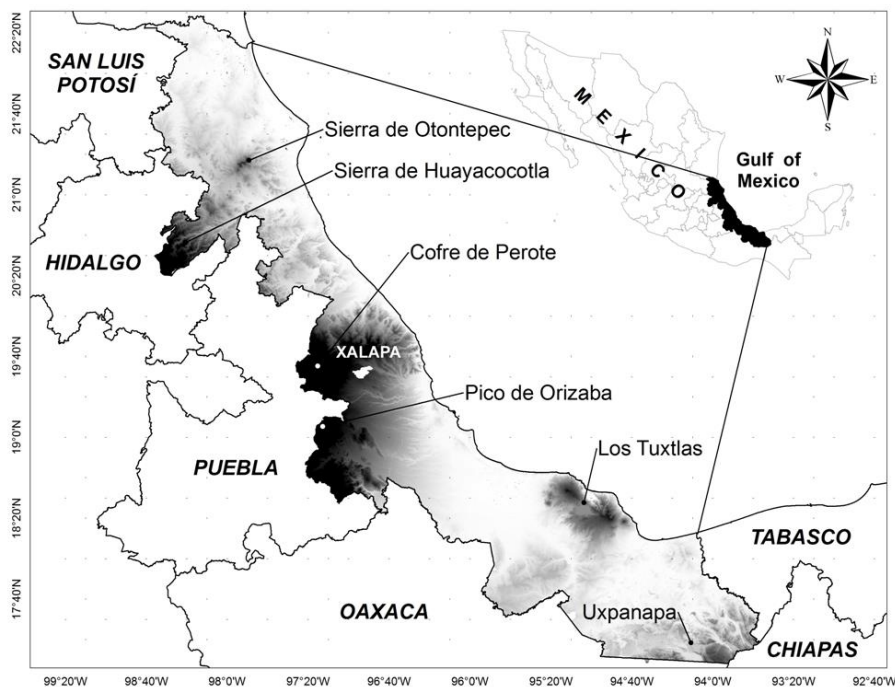 22°20'N
21°40'N
21°0'N
20°20'N
19°40'N
19°0'N
18°20'N
17°40'N
SAN LUIS
POTOSÍ
Sierra de Otontepec
Sierra de Huayacocotla
HIDALGO
Cofre de Perote
XALAPA
Pico de Orizaba
PUEBLA
Los Tuxtlas
TABASCO
OAXACA
Uxpanapa
CHIAPAS
MEXICO
Gulf of
Mexico
N
W E
S
99°20'W 98°40'W 98°0'W 97°20'W 96°40'W 96°0'W 95°20'W 94°40'W 94°0'W 93°20'W 92°40'W